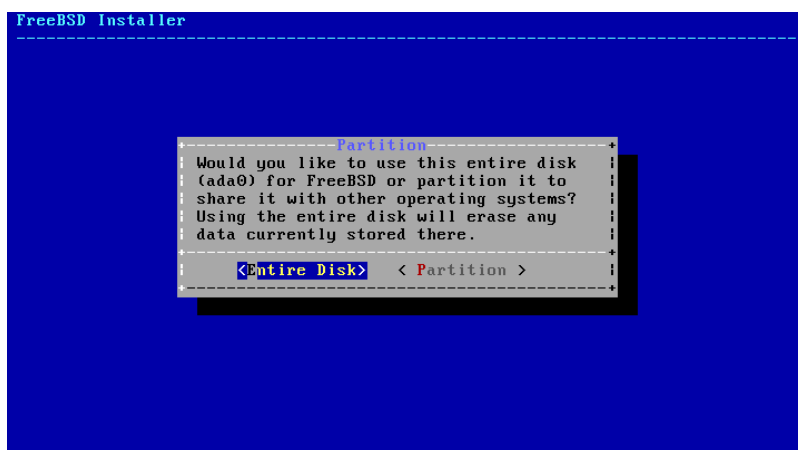 FreeBSD Installer
Partition
Would you like to use this entire disk
(ada0) for FreeBSD or partition it to
share it with other operating systems?
Using the entire disk will erase any
data currently stored there.
<Entire Disk> < Partition >